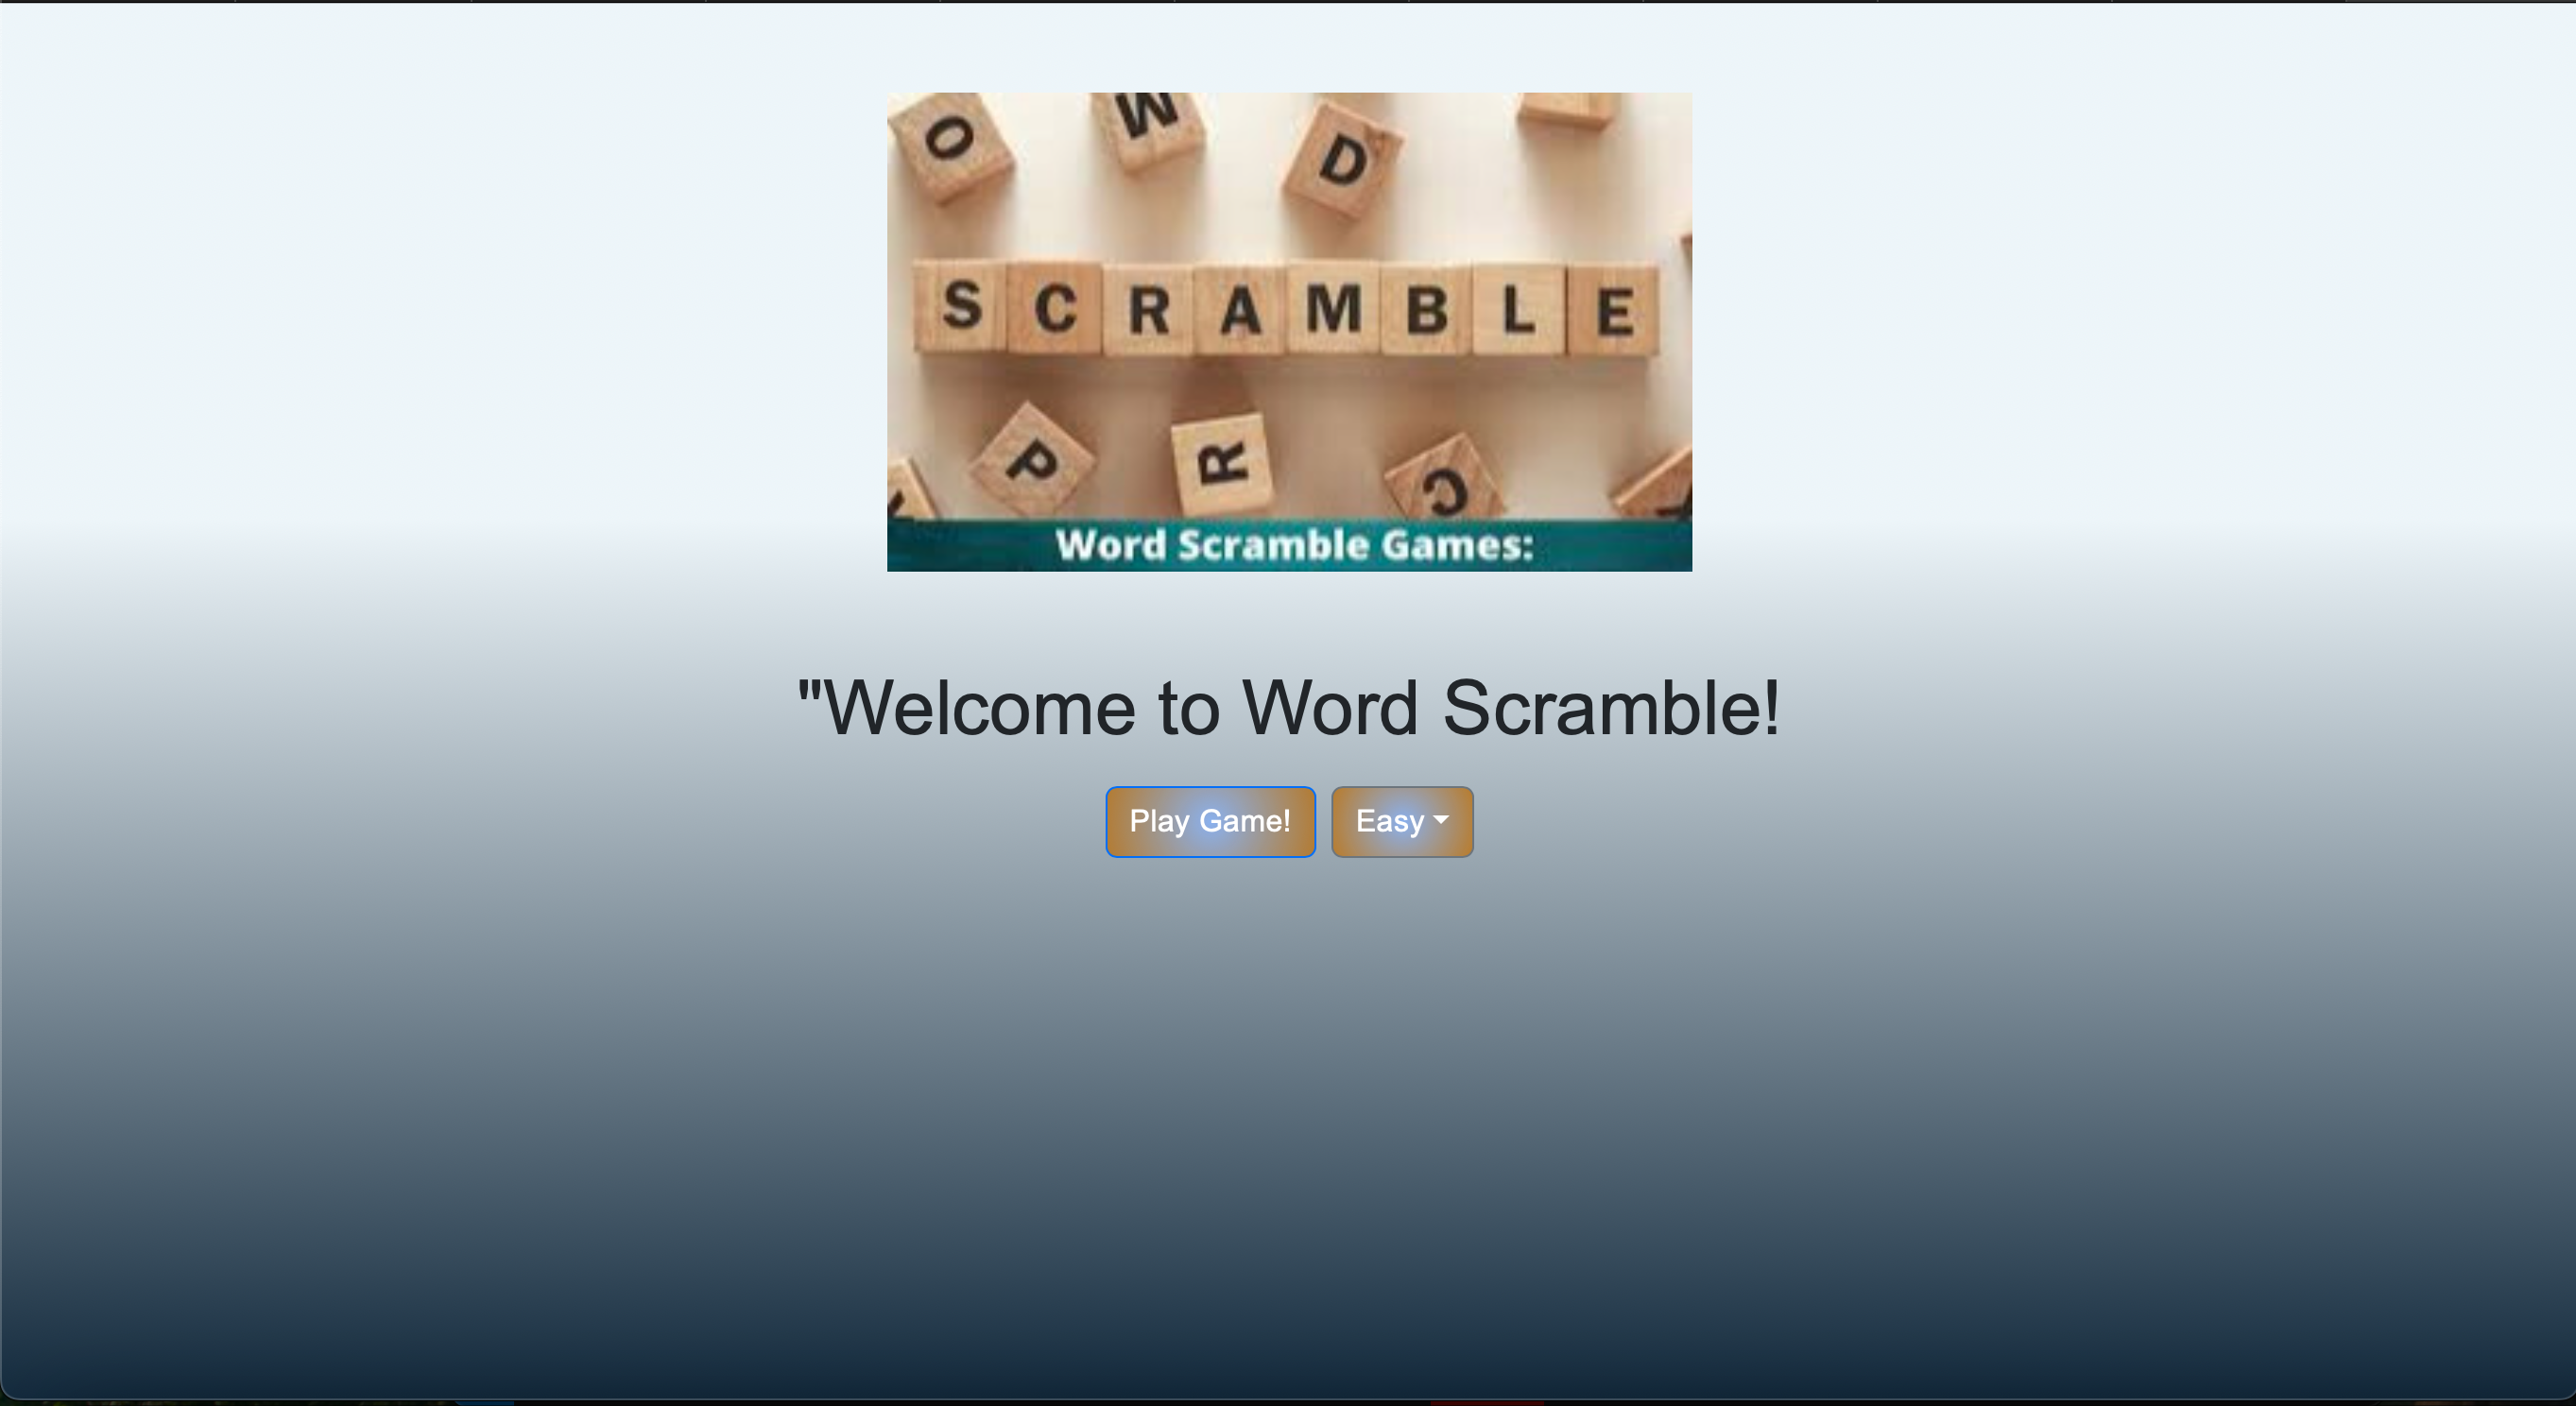 O W D
S C R A M B L E
P R C
Word Scramble Games:
"Welcome to Word Scramble!
Play Game! Easy